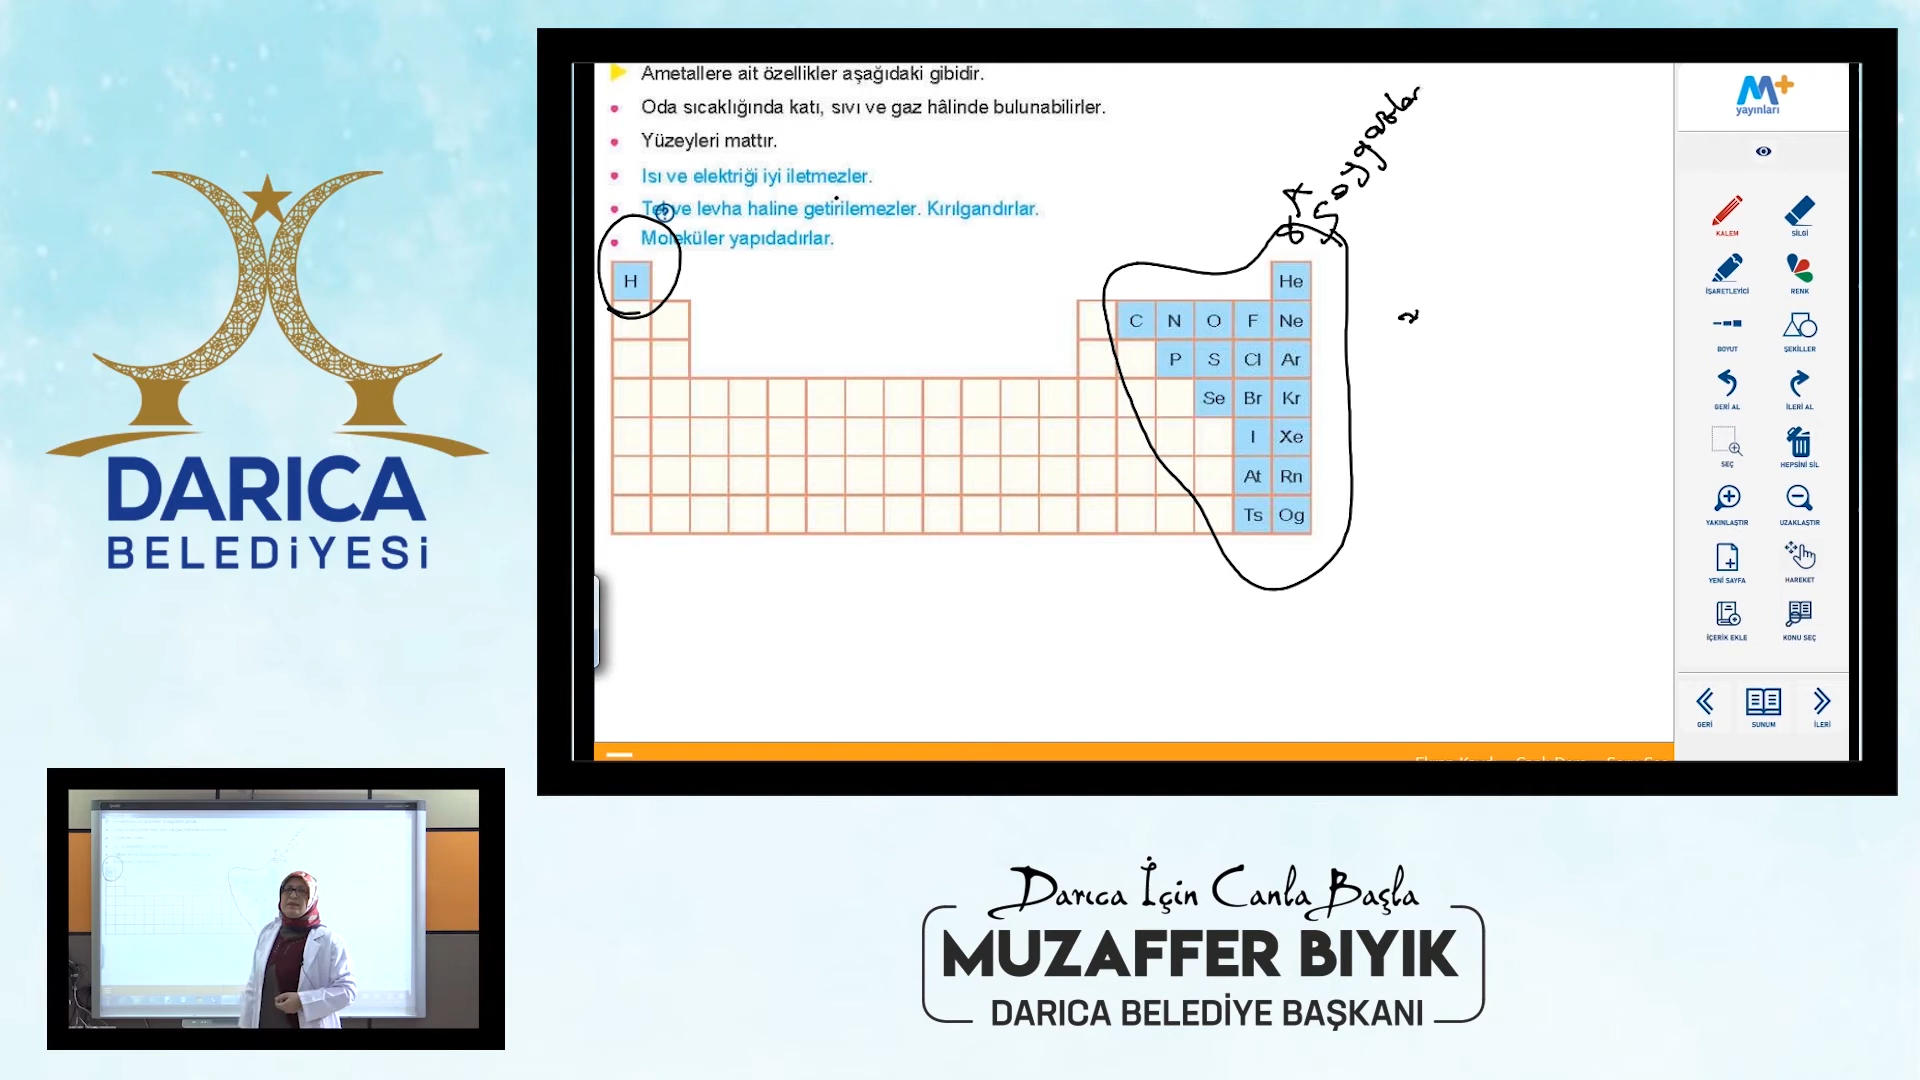 Ametallere ait özellikler aşağıdaki gibidir.
Oda sıcaklığında katı, sıvı ve gaz hâlinde bulunabilirler.
Yüzeyleri mattır.
Isı ve elektriği iyi iletmezler.
Tel ve levha haline getirilemezler. Kırılgandırlar.
Moleküler yapıdadırlar.
8A
Soygazlar
H
He
C N O F Ne
P S Cl Ar
Se Br Kr
I Xe
At Rn
Ts Og
M+
yayınları
KALEM
SİLGİ
İŞARETLEYİCİ
RENK
BOYUT
ŞEKİLLER
GERİ AL
İLERİ AL
SEÇ
HEPSİNİ SİL
YAKINLAŞTIR
UZAKLAŞTIR
YENİ SAYFA
HAREKET
İÇERİK EKLE
KONU SEÇ
GERİ
SUNUM
İLERİ
DARICA
BELEDİYESİ
Darıca İçin Canla Başla
MUZAFFER BIYIK
DARICA BELEDİYE BAŞKANI